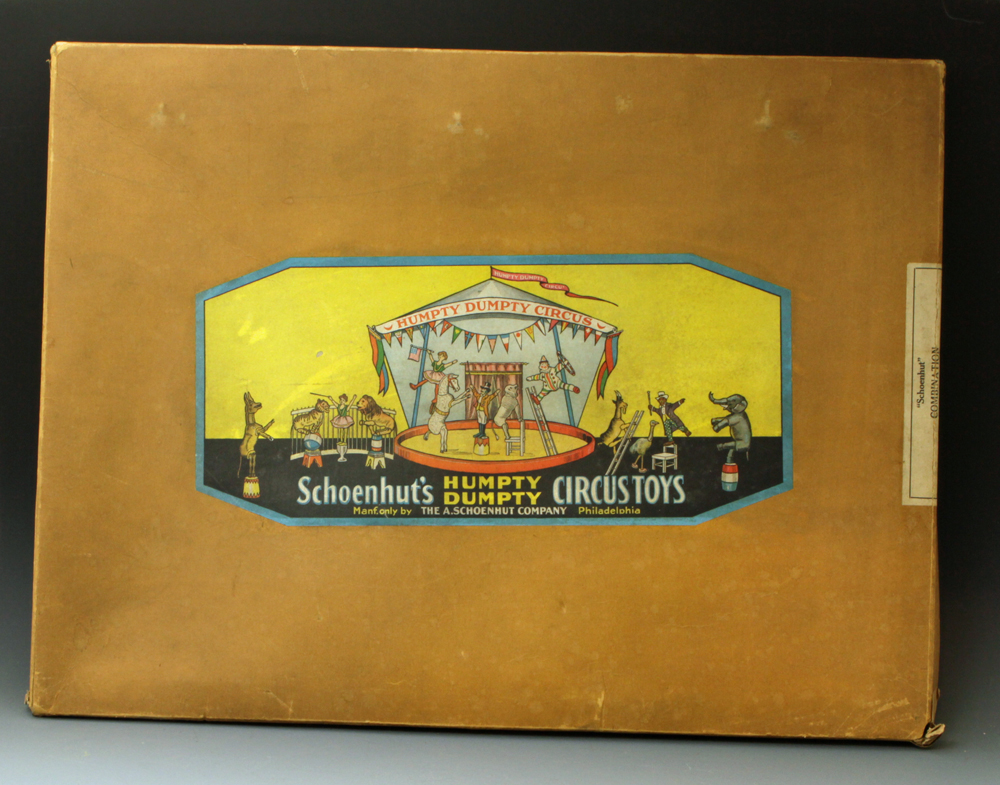 HUMPTY DUMPTY
CIRCUS
HUMPTY DUMPTY CIRCUS
Schoenhut's HUMPTY DUMPTY CIRCUS TOYS
Manf. only by THE A. SCHOENHUT COMPANY Philadelphia
"Schoenhut"
COMBINATION